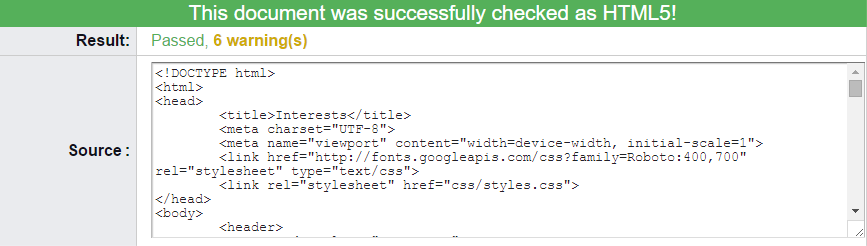 This document was successfully checked as HTML5!
Result: Passed, 6 warning(s)
Source :
<!DOCTYPE html>
<html>
<head>
<title>Interests</title>
<meta charset="UTF-8">
<meta name="viewport" content="width=device-width, initial-scale=1">
<link href="http://fonts.googleapis.com/css?family=Roboto:400,700"
rel="stylesheet" type="text/css">
<link rel="stylesheet" href="css/styles.css">
</head>
<body>
<header>